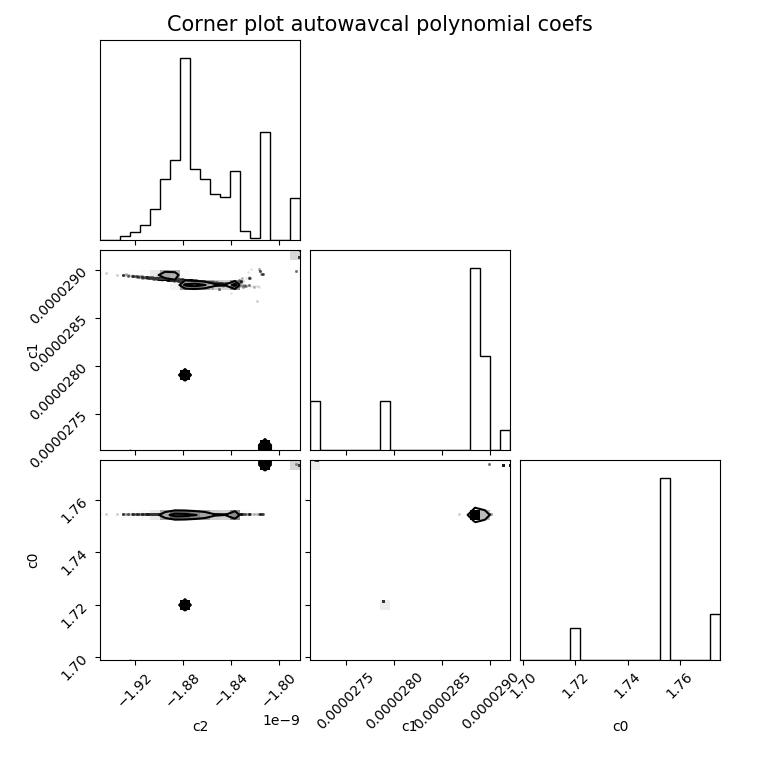 Corner plot autowavcal polynomial coefs
c1
0.0000290
0.0000285
0.0000280
0.0000275
c0
1.76
1.74
1.72
1.70
−1.92 −1.88 −1.84 −1.80
1e−9
c2
0.0000275 0.0000280 0.0000285 0.0000290
c1
1.70 1.72 1.74 1.76
c0